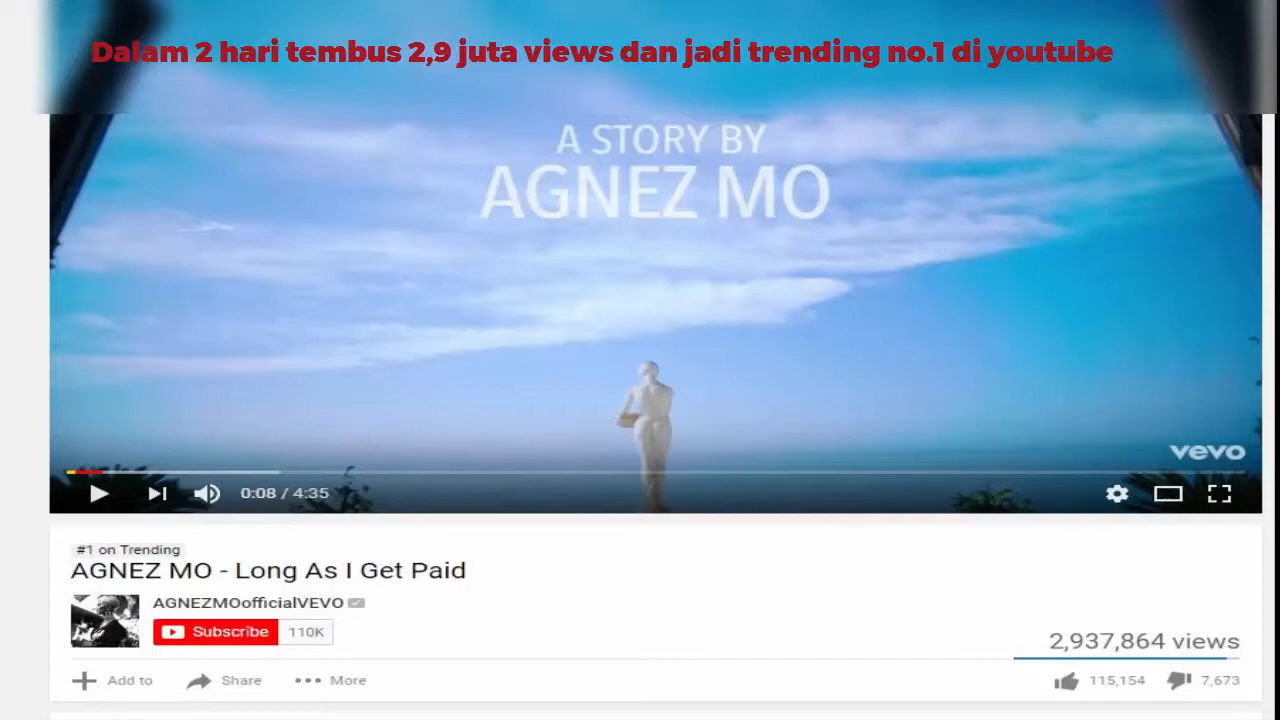 Dalam 2 hari tembus 2,9 juta views dan jadi trending no.1 di youtube
A STORY BY
AGNEZ MO
vevo
0:08 / 4:35
#1 on Trending
AGNEZ MO - Long As I Get Paid
AGNEZMOofficialVEVO
Subscribe 110K
2,937,864 views
Add to Share More 115,154 7,673